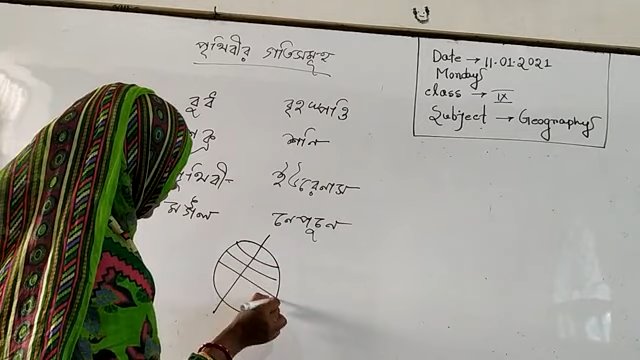 পৃথিবীর গতিসমূহ
Date → 11.01.2021
Monday
class → IX
Subject → Geography
বুধ বৃহস্পতি
শনি
পৃথিবী ইউরেনাস
মঙ্গল নেপচুন